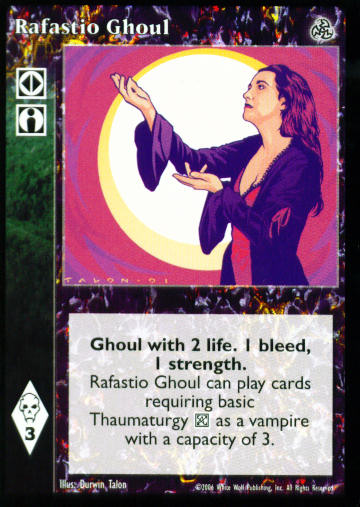 Rafastio Ghoul
TALON-01
Ghoul with 2 life. 1 bleed,
1 strength.
Rafastio Ghoul can play cards
requiring basic
Thaumaturgy as a vampire
with a capacity of 3.
3
Illus: Durwin Talon
©2006 White Wolf Publishing, Inc. All Rights Reserved.